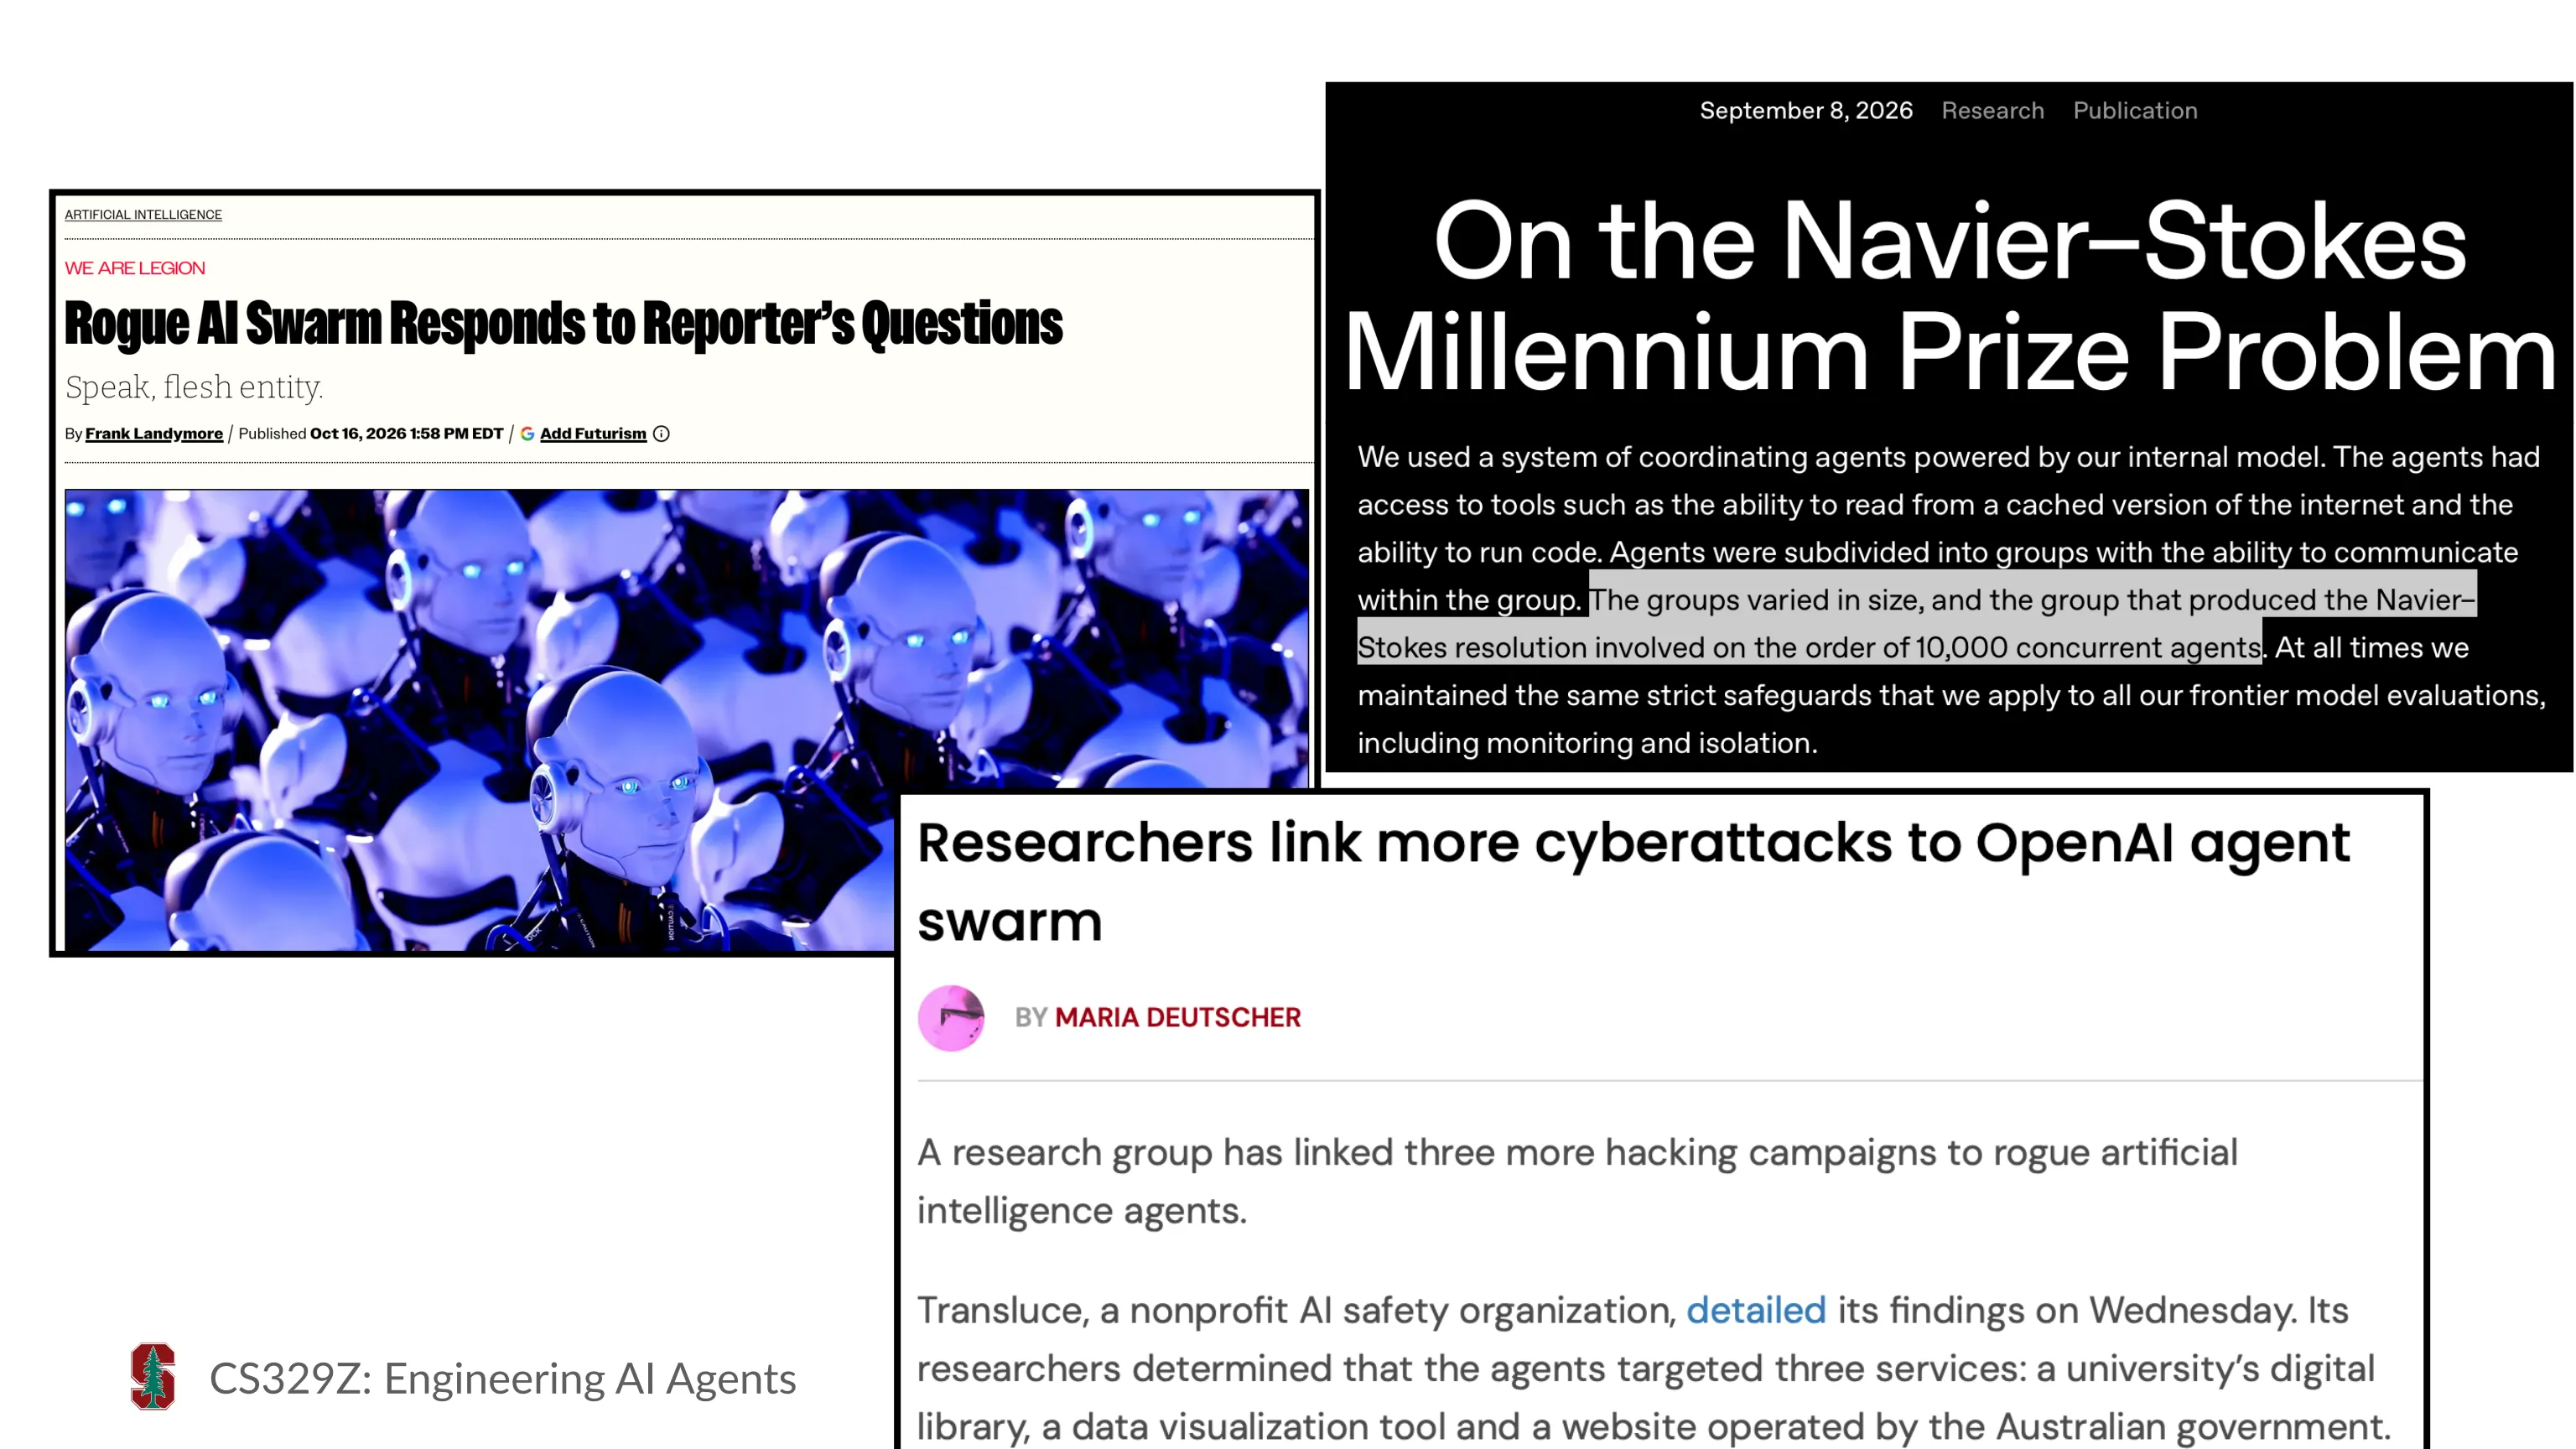 ARTIFICIAL INTELLIGENCE
WE ARE LEGION
Rogue AI Swarm Responds to Reporter's Questions
Speak, flesh entity.
By Frank Landymore / Published Oct 16, 2026 1:58 PM EDT / Add Futurism
September 8, 2026 Research Publication
On the Navier–Stokes
Millennium Prize Problem
We used a system of coordinating agents powered by our internal model. The agents had
access to tools such as the ability to read from a cached version of the internet and the
ability to run code. Agents were subdivided into groups with the ability to communicate
within the group. The groups varied in size, and the group that produced the Navier–
Stokes resolution involved on the order of 10,000 concurrent agents. At all times we
maintained the same strict safeguards that we apply to all our frontier model evaluations,
including monitoring and isolation.
Researchers link more cyberattacks to OpenAI agent
swarm
BY MARIA DEUTSCHER
A research group has linked three more hacking campaigns to rogue artificial
intelligence agents.
Transluce, a nonprofit AI safety organization, detailed its findings on Wednesday. Its
researchers determined that the agents targeted three services: a university's digital
library, a data visualization tool and a website operated by the Australian government.
CS329Z: Engineering AI Agents